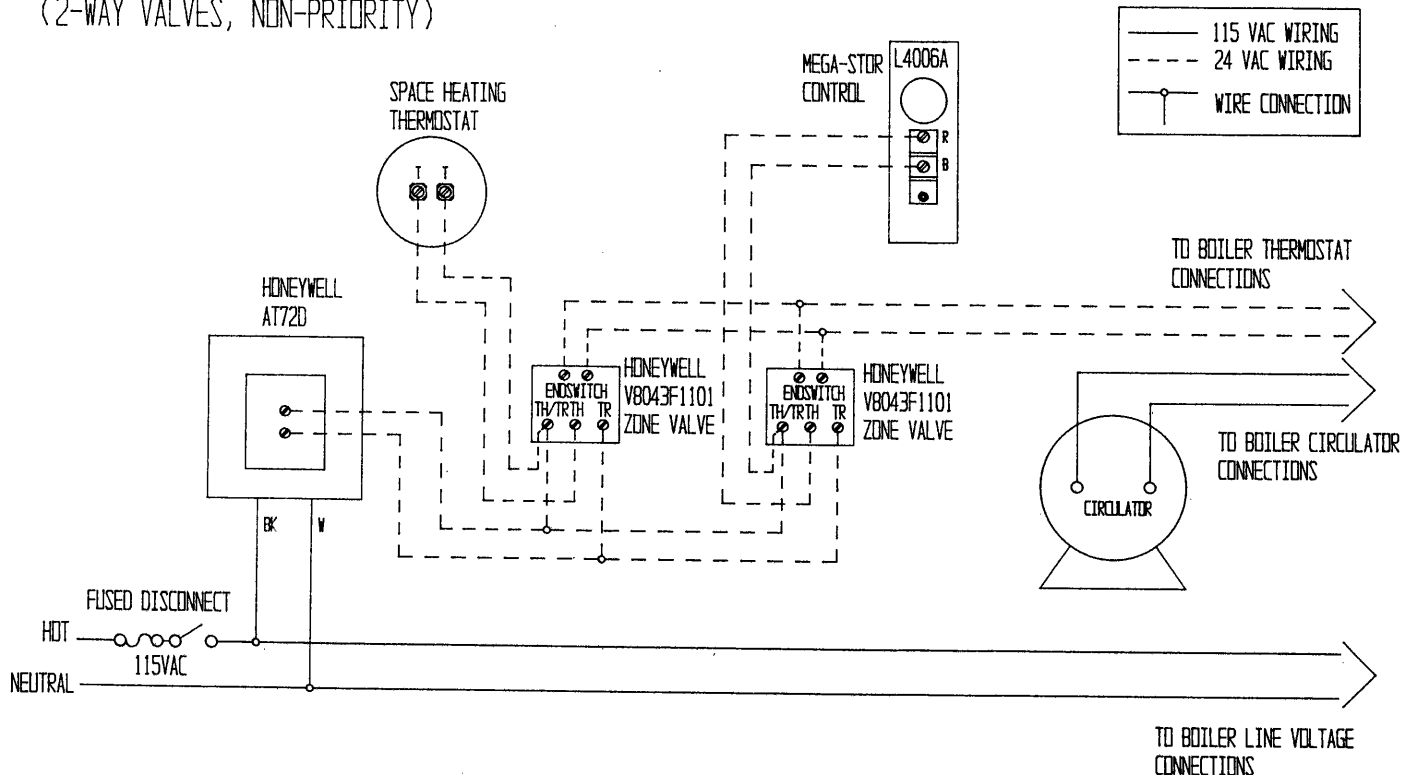 (2-WAY VALVES, NON-PRIORITY)
115 VAC WIRING
24 VAC WIRING
WIRE CONNECTION
MEGA-STOR
CONTROL
L4006A
R
B
SPACE HEATING
THERMOSTAT
T T
TO BOILER THERMOSTAT
CONNECTIONS
HONEYWELL
AT72D
ENDSWITCH
TH/TR TH TR
HONEYWELL
V8043F1101
ZONE VALVE
ENDSWITCH
TH/TR TH TR
HONEYWELL
V8043F1101
ZONE VALVE
TO BOILER CIRCULATOR
CONNECTIONS
CIRCULATOR
BK W
FUSED DISCONNECT
HOT
115VAC
NEUTRAL
TO BOILER LINE VOLTAGE
CONNECTIONS